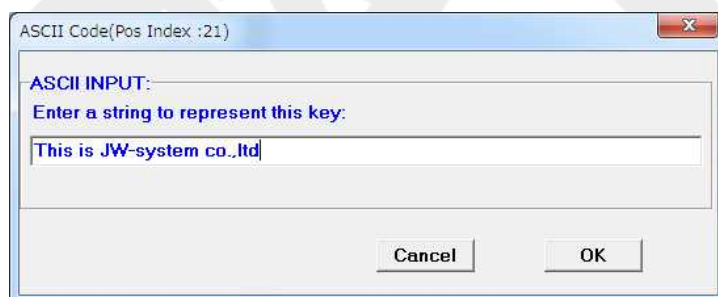 ASCII Code(Pos Index :21)
ASCII INPUT:
Enter a string to represent this key:
This is JW-system co.,ltd
Cancel OK